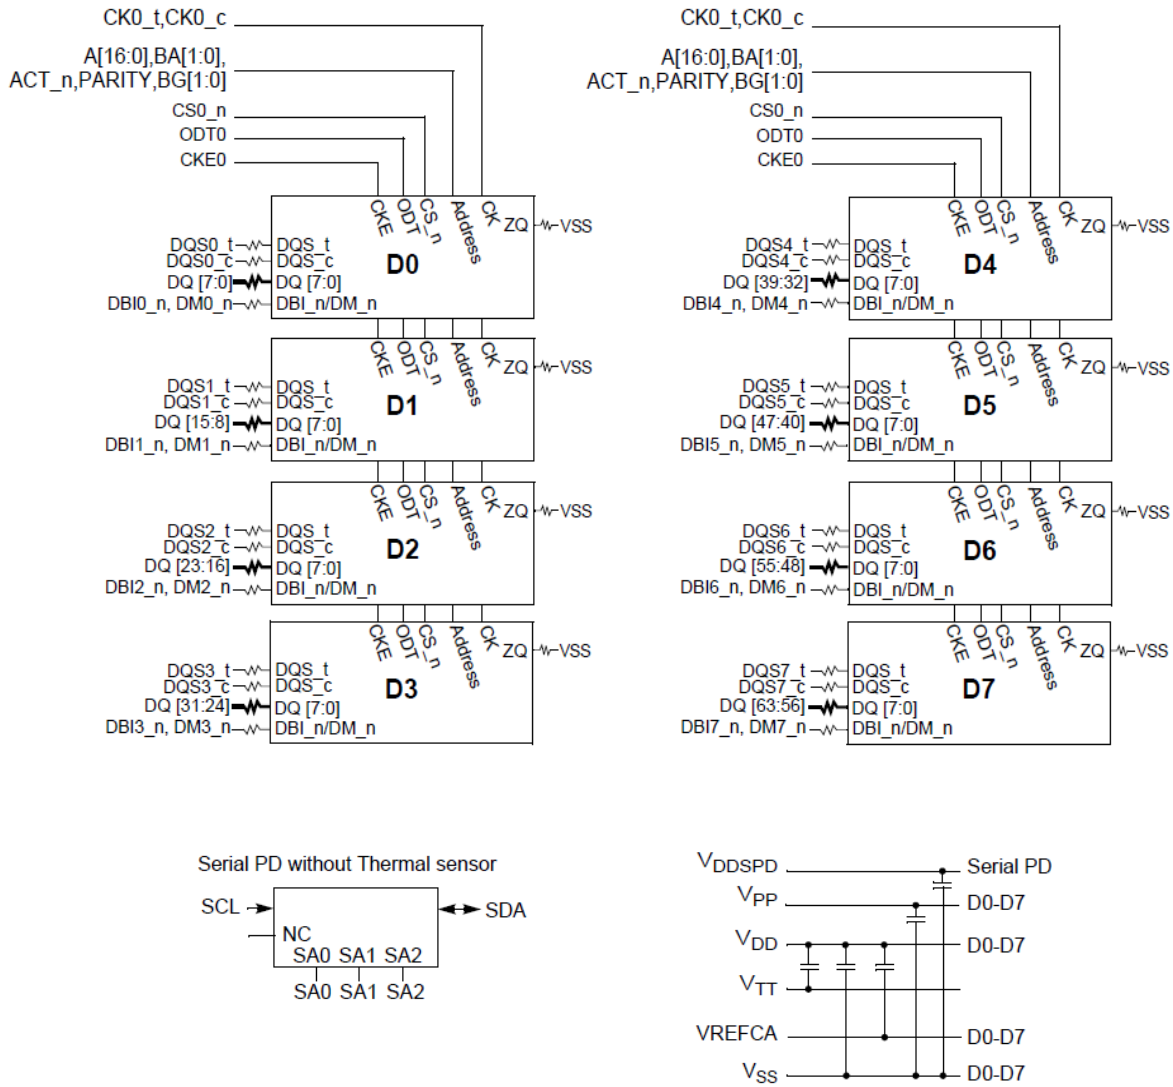 CK0_t,CK0_c
A[16:0],BA[1:0],
ACT_n,PARITY,BG[1:0]
CS0_n
ODT0
CKE0
CKE ODT CS_n Address CK ZQ VSS
DQS0_t DQS_t
DQS0_c DQS_c
D0
DQ [7:0] DQ [7:0]
DBI0_n, DM0_n DBI_n/DM_n
CKE ODT CS_n Address CK ZQ VSS
DQS1_t DQS_t
DQS1_c DQS_c
D1
DQ [15:8] DQ [7:0]
DBI1_n, DM1_n DBI_n/DM_n
CKE ODT CS_n Address CK ZQ VSS
DQS2_t DQS_t
DQS2_c DQS_c
D2
DQ [23:16] DQ [7:0]
DBI2_n, DM2_n DBI_n/DM_n
CKE ODT CS_n Address CK ZQ VSS
DQS3_t DQS_t
DQS3_c DQS_c
D3
DQ [31:24] DQ [7:0]
DBI3_n, DM3_n DBI_n/DM_n
CK0_t,CK0_c
A[16:0],BA[1:0],
ACT_n,PARITY,BG[1:0]
CS0_n
ODT0
CKE0
CKE ODT CS_n Address CK ZQ VSS
DQS4_t DQS_t
DQS4_c DQS_c
D4
DQ [39:32] DQ [7:0]
DBI4_n, DM4_n DBI_n/DM_n
CKE ODT CS_n Address CK ZQ VSS
DQS5_t DQS_t
DQS5_c DQS_c
D5
DQ [47:40] DQ [7:0]
DBI5_n, DM5_n DBI_n/DM_n
CKE ODT CS_n Address CK ZQ VSS
DQS6_t DQS_t
DQS6_c DQS_c
D6
DQ [55:48] DQ [7:0]
DBI6_n, DM6_n DBI_n/DM_n
CKE ODT CS_n Address CK ZQ VSS
DQS7_t DQS_t
DQS7_c DQS_c
D7
DQ [63:56] DQ [7:0]
DBI7_n, DM7_n DBI_n/DM_n
Serial PD without Thermal sensor
SCL SDA
NC
SA0 SA1 SA2
SA0 SA1 SA2
VDDSPD Serial PD
VPP D0-D7
VDD D0-D7
VTT
VREFCA D0-D7
VSS D0-D7